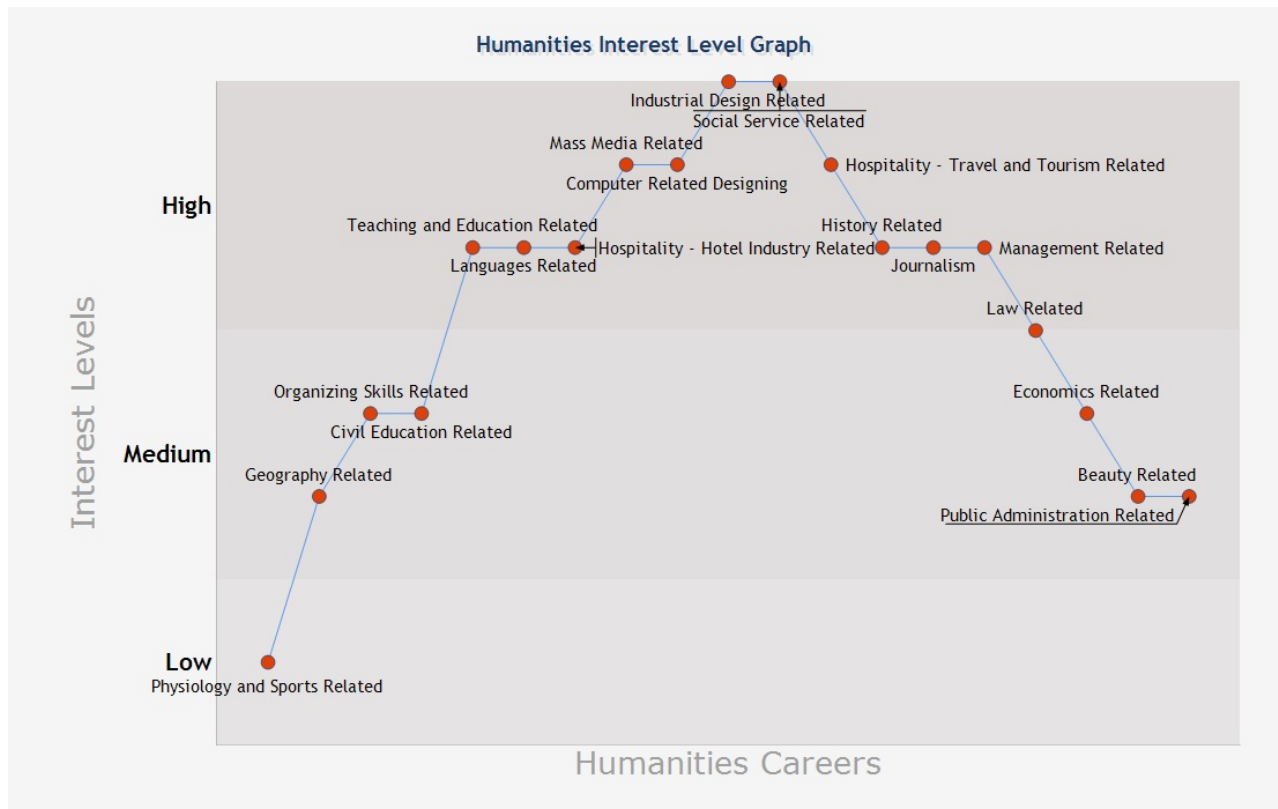 Humanities Interest Level Graph
Industrial Design Related
Social Service Related
Mass Media Related
Hospitality - Travel and Tourism Related
Computer Related Designing
High
Teaching and Education Related
History Related
Hospitality - Hotel Industry Related
Management Related
Languages Related
Journalism
Law Related
Interest Levels
Organizing Skills Related
Economics Related
Civil Education Related
Medium
Geography Related
Beauty Related
Public Administration Related
Low
Physiology and Sports Related
Humanities Careers